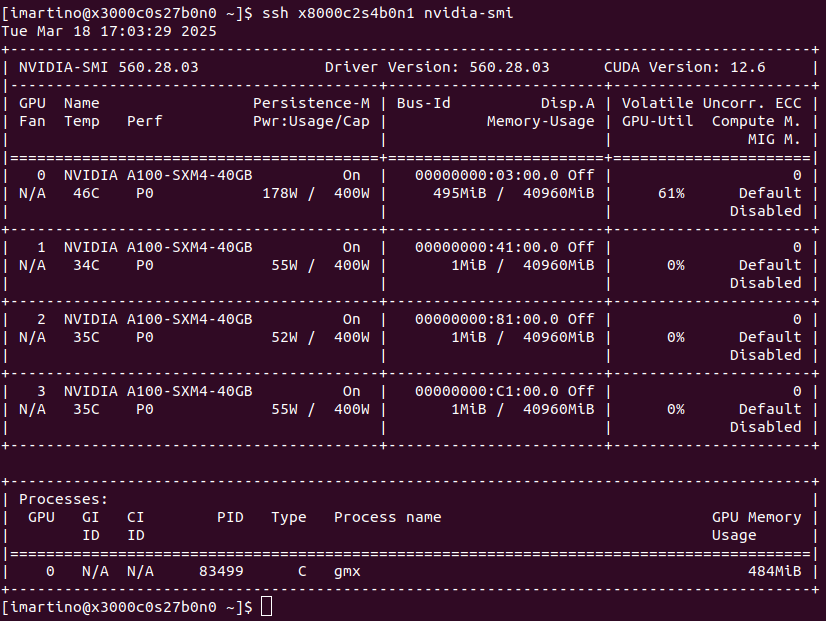 [imartino@x3000c0s27b0n0 ~]$ ssh x8000c2s4b0n1 nvidia-smi
Tue Mar 18 17:03:29 2025
+-----------------------------------------------------------------------------------------+
| NVIDIA-SMI 560.28.03              Driver Version: 560.28.03      CUDA Version: 12.6     |
|-----------------------------------------+------------------------+----------------------+
| GPU  Name                 Persistence-M | Bus-Id          Disp.A | Volatile Uncorr. ECC |
| Fan  Temp   Perf          Pwr:Usage/Cap |           Memory-Usage | GPU-Util  Compute M. |
|                                         |                        |               MIG M. |
|=========================================+========================+======================|
|   0  NVIDIA A100-SXM4-40GB          On  |   00000000:03:00.0 Off |                    0 |
| N/A   46C    P0            178W /  400W |     495MiB /  40960MiB |     61%      Default |
|                                         |                        |             Disabled |
+-----------------------------------------+------------------------+----------------------+
|   1  NVIDIA A100-SXM4-40GB          On  |   00000000:41:00.0 Off |                    0 |
| N/A   34C    P0             55W /  400W |       1MiB /  40960MiB |      0%      Default |
|                                         |                        |             Disabled |
+-----------------------------------------+------------------------+----------------------+
|   2  NVIDIA A100-SXM4-40GB          On  |   00000000:81:00.0 Off |                    0 |
| N/A   35C    P0             52W /  400W |       1MiB /  40960MiB |      0%      Default |
|                                         |                        |             Disabled |
+-----------------------------------------+------------------------+----------------------+
|   3  NVIDIA A100-SXM4-40GB          On  |   00000000:C1:00.0 Off |                    0 |
| N/A   35C    P0             55W /  400W |       1MiB /  40960MiB |      0%      Default |
|                                         |                        |             Disabled |
+-----------------------------------------+------------------------+----------------------+

+-----------------------------------------------------------------------------------------+
| Processes:                                                                              |
|  GPU   GI   CI        PID   Type   Process name                              GPU Memory |
|        ID   ID                                                               Usage      |
|=========================================================================================|
|    0   N/A  N/A     83499      C   gmx                                           484MiB |
+-----------------------------------------------------------------------------------------+
[imartino@x3000c0s27b0n0 ~]$